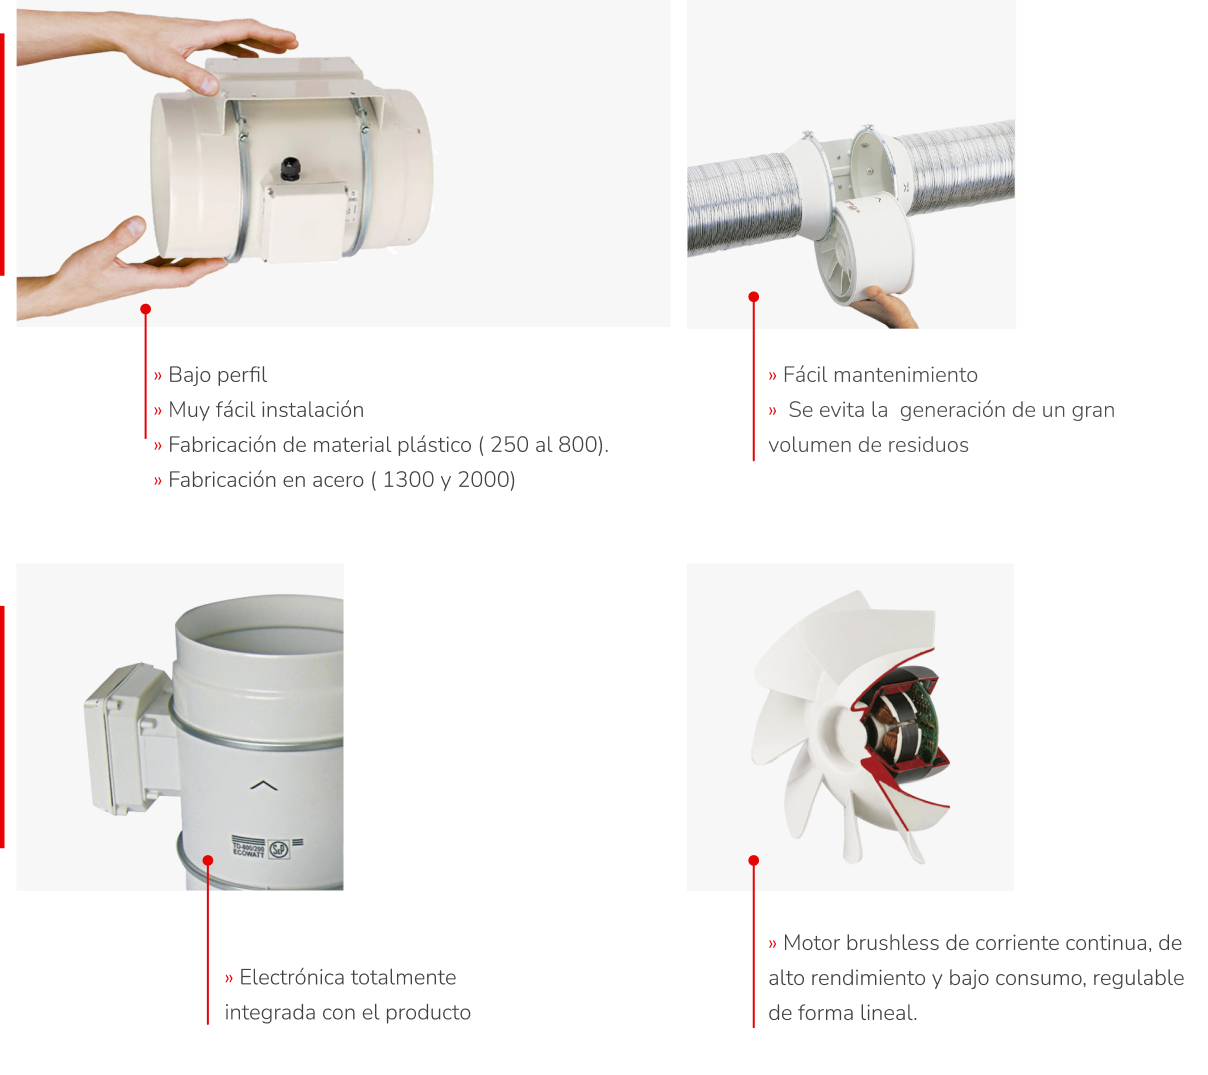 » Bajo perfil
» Muy fácil instalación
» Fabricación de material plástico ( 250 al 800).
» Fabricación en acero ( 1300 y 2000)
» Fácil mantenimiento
»  Se evita la  generación de un gran
volumen de residuos
TD-800/200
ECOWATT
S&P
» Electrónica totalmente
integrada con el producto
» Motor brushless de corriente continua, de
alto rendimiento y bajo consumo, regulable
de forma lineal.